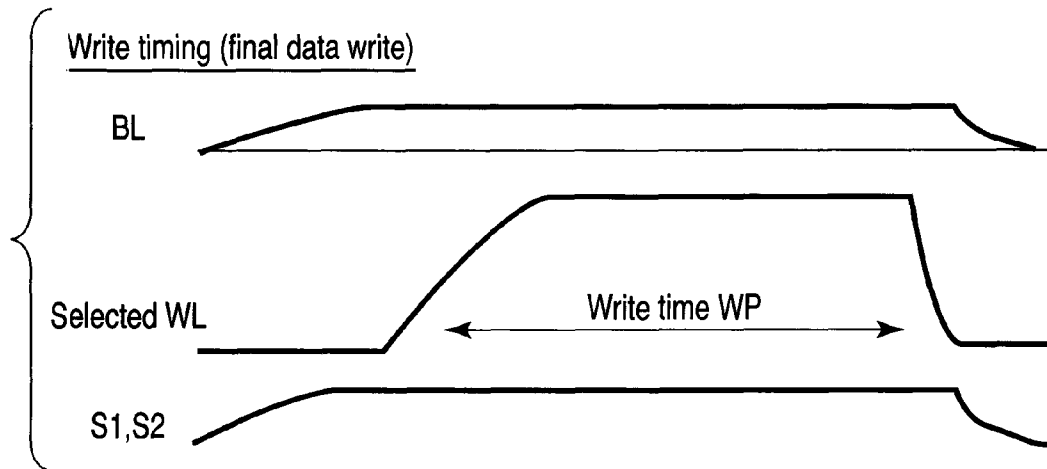 Write timing (final data write)
BL
Selected WL
Write time WP
S1,S2